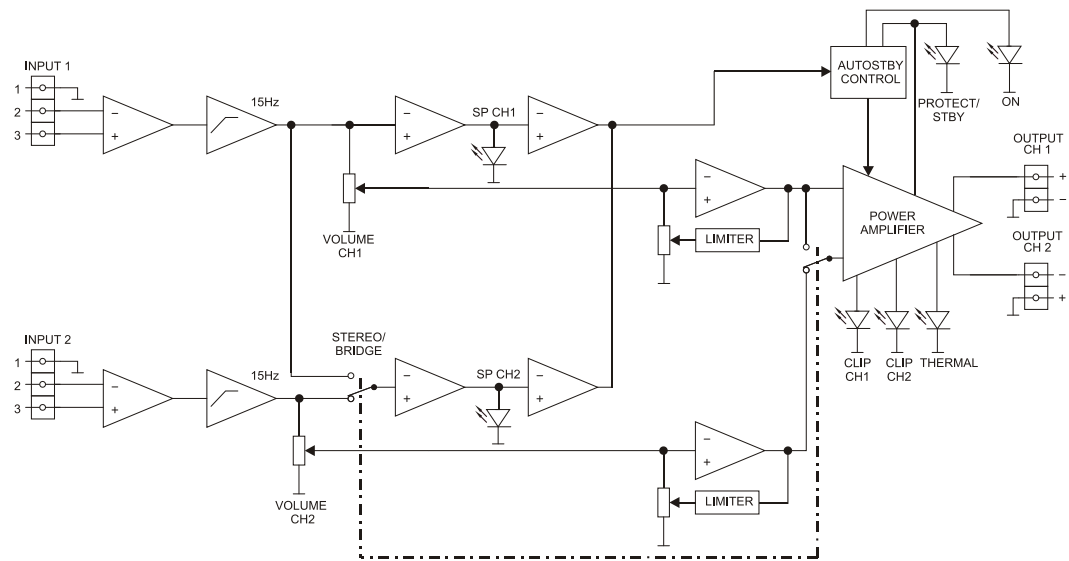 INPUT 1
1
2
3
−
+
15Hz
−
+
SP CH1
−
+
VOLUME
CH1
AUTOSTBY
CONTROL
PROTECT/
STBY
ON
−
+
LIMITER
POWER
AMPLIFIER
OUTPUT
CH 1
+
−
OUTPUT
CH 2
−
+
CLIP
CH1
CLIP
CH2
THERMAL
INPUT 2
1
2
3
−
+
15Hz
STEREO/
BRIDGE
−
+
SP CH2
−
+
VOLUME
CH2
−
+
LIMITER